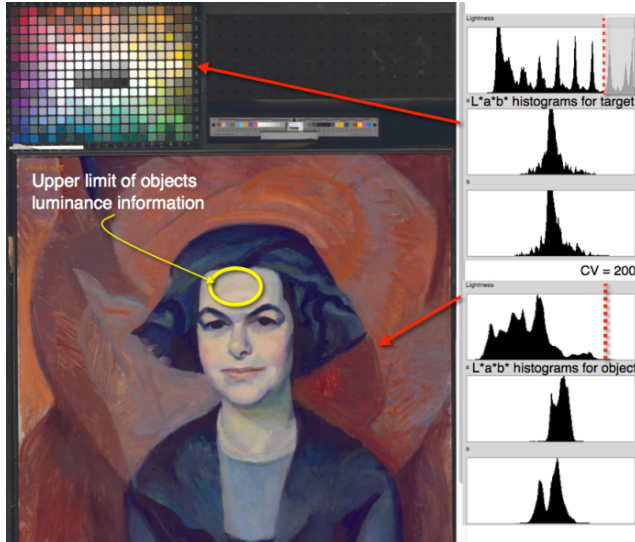 Lightness
a L*a*b* histograms for target
Upper limit of objects
luminance information
b
CV = 200
Lightness
a L*a*b* histograms for object
b